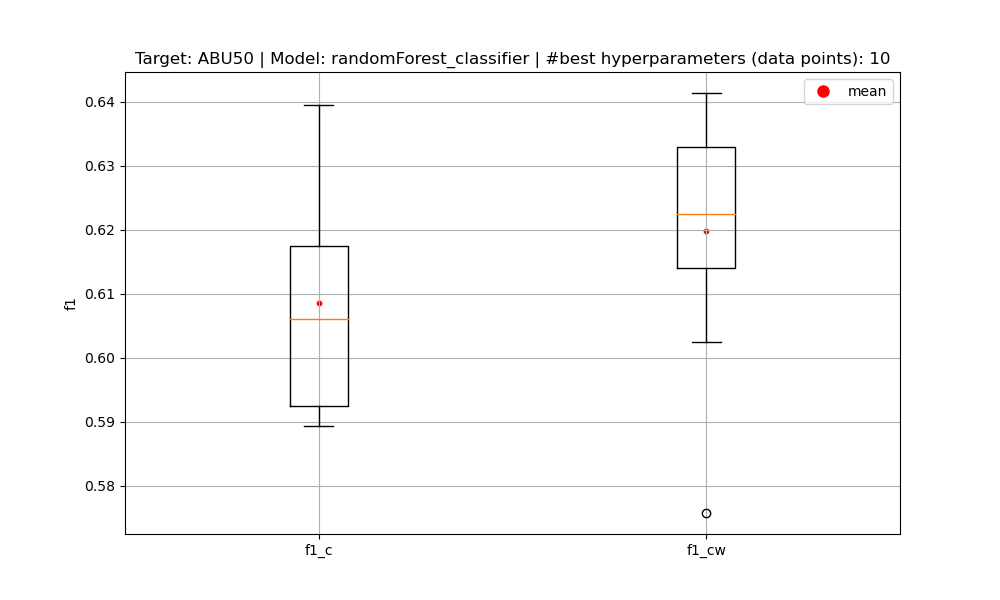 Target: ABU50 | Model: randomForest_classifier | #best hyperparameters (data points): 10
mean
0.64
0.63
0.62
0.61
0.60
0.59
0.58
f1
f1_c
f1_cw